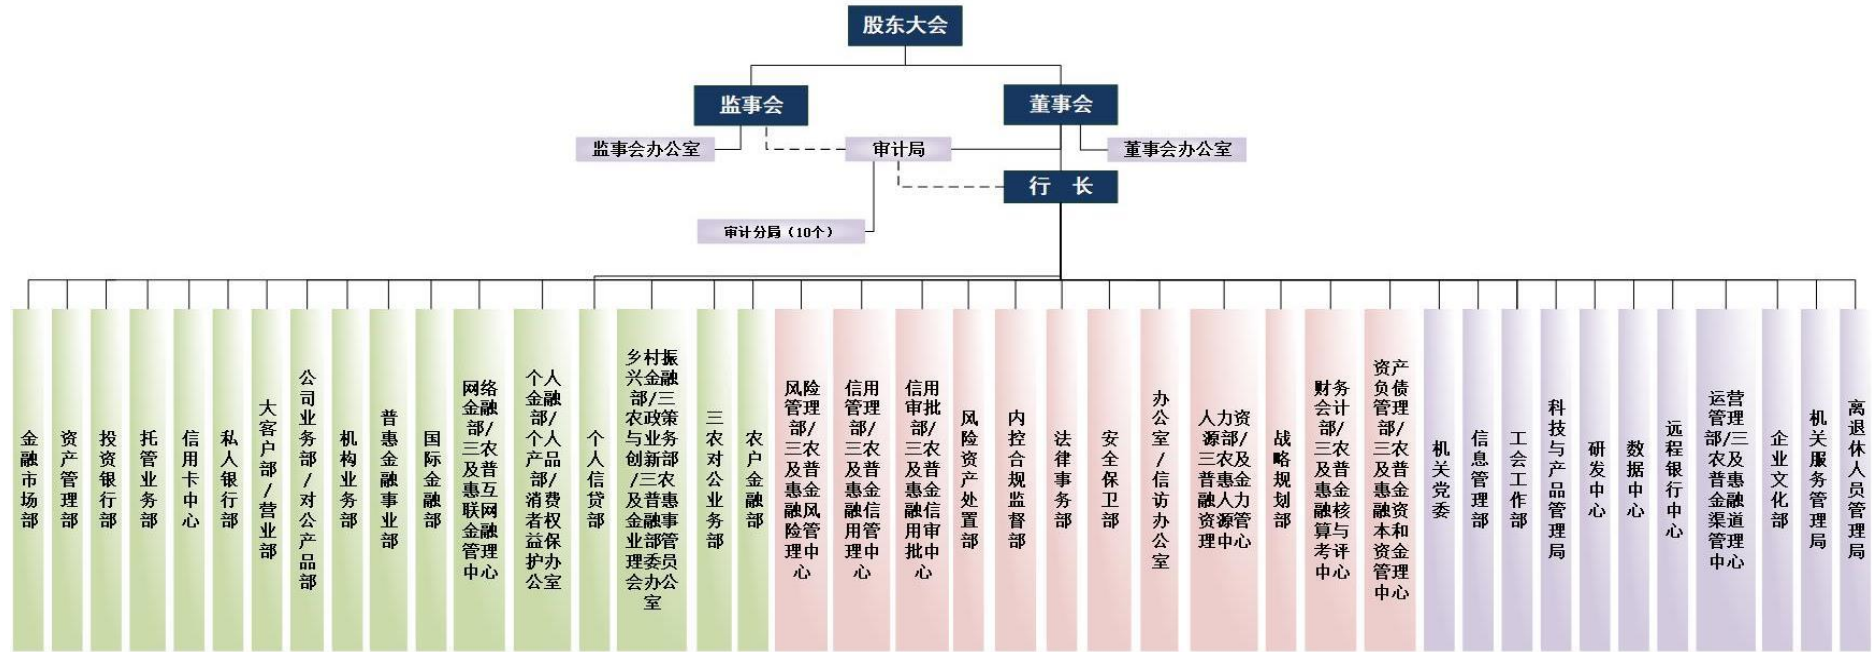 股东大会
监事会
董事会
监事会办公室
审计局
董事会办公室
行 长
审计分局（10个）
金融市场部
资产管理部
投资银行部
托管业务部
信用卡中心
私人银行部
大客户部/营业部
公司业务部/对公产品部
机构业务部
普惠金融事业部
国际金融部
网络金融部/三农及普惠互联网金融管理中心
个人金融部/个人产品部/消费者权益保护办公室
个人信贷部
乡村振兴金融部/三农政策与业务创新部/三农及普惠金融事业部管理委员会办公室
三农对公业务部
农户金融部
风险管理部/三农及普惠金融风险管理中心
信用管理部/三农及普惠金融信用管理中心
信用审批部/三农及普惠金融信用审批中心
风险资产处置部
内控合规监督部
法律事务部
安全保卫部
办公室/信访办公室
人力资源部/三农及普惠金融人力资源管理中心
战略规划部
财务会计部/三农及普惠金融核算与考评中心
资产负债管理部/三农及普惠金融资本和资金管理中心
机关党委
信息管理部
工会工作部
科技与产品管理局
研发中心
数据中心
远程银行中心
运营管理部/三农及普惠金融渠道管理中心
企业文化部
机关服务管理局
离退休人员管理局